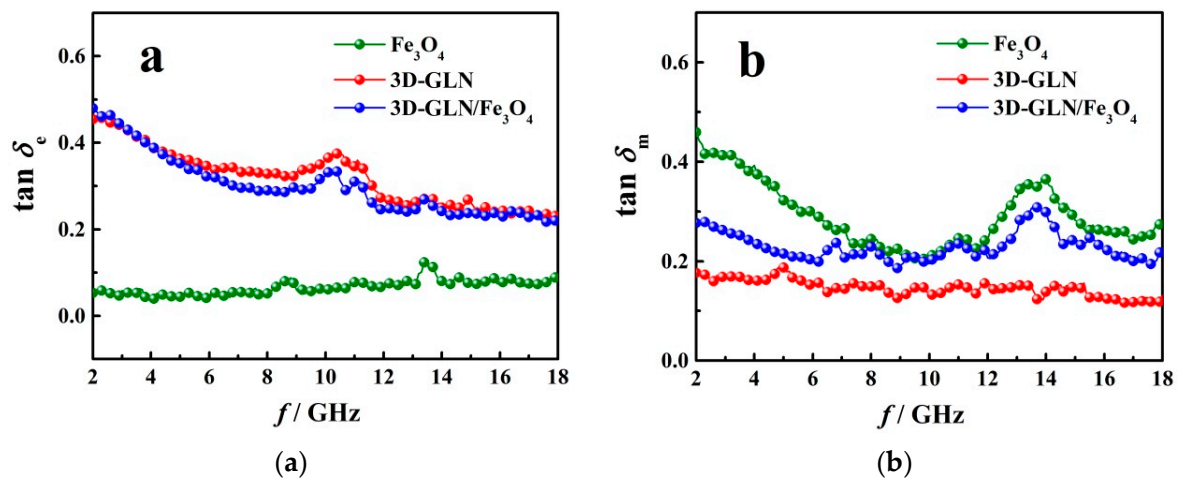 a
Fe₃O₄
3D-GLN
3D-GLN/Fe₃O₄
tan δₑ
0.6
0.4
0.2
0.0
2 4 6 8 10 12 14 16 18
f / GHz
(a)
b
Fe₃O₄
3D-GLN
3D-GLN/Fe₃O₄
tan δₘ
0.6
0.4
0.2
0.0
2 4 6 8 10 12 14 16 18
f / GHz
(b)